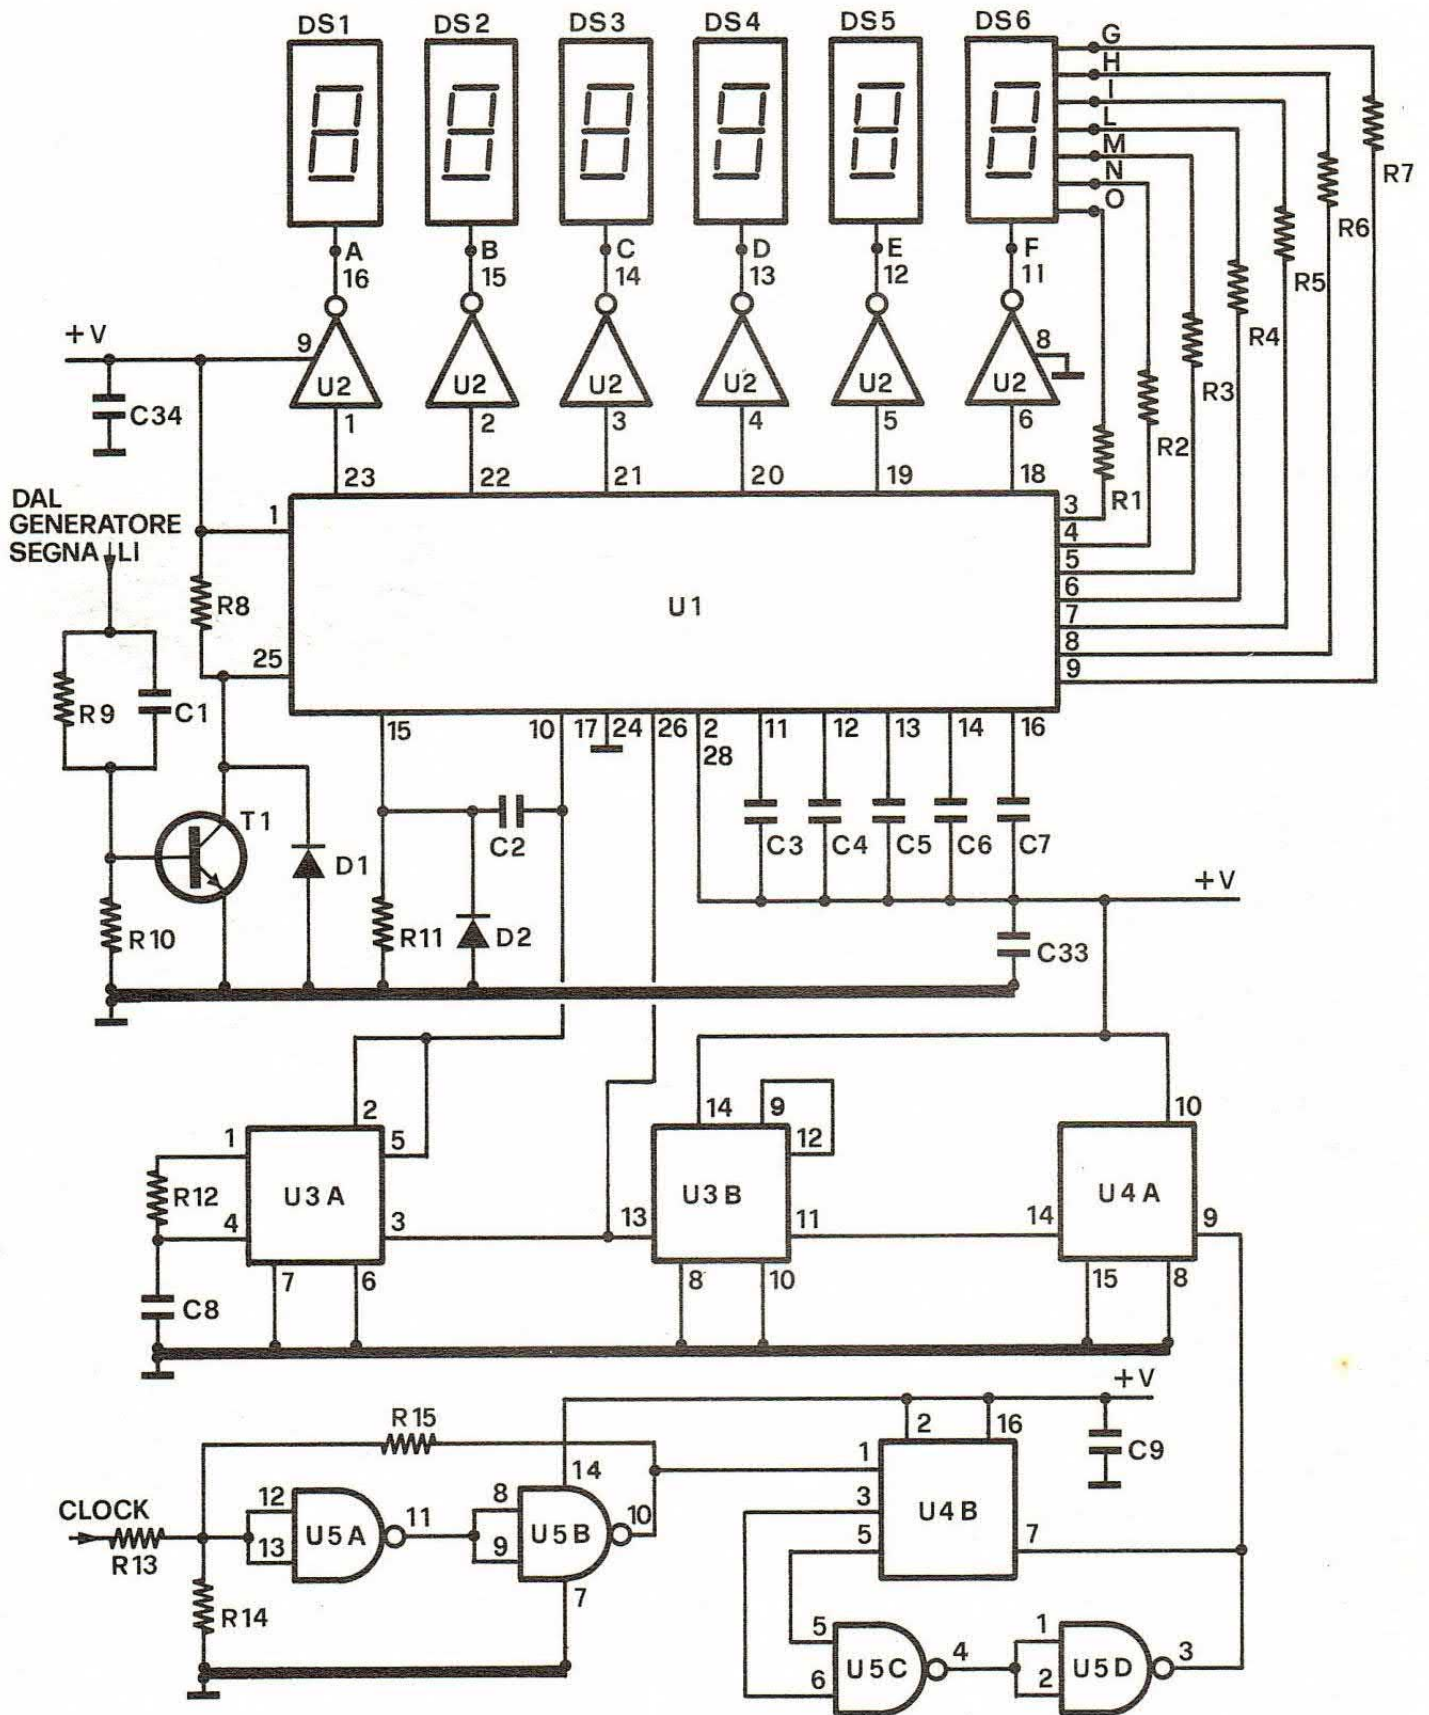 DS1 DS2 DS3 DS4 DS5 DS6
G
H
I
L
M
N
O
R7
R6
R5
R4
R3
R2
R1
A B C D E F
16 15 14 13 12 11
+V
9
8
U2 U2 U2 U2 U2 U2
C34
1 2 3 4 5 6
23 22 21 20 19 18
DAL
GENERATORE
SEGNALI
1
3
4
5
6
7
8
9
U1
R8
25
R9 C1
15 10 17 24 26 2 11 12 13 14 16
28
T1
D1
C2
C3 C4 C5 C6 C7
+V
R10 R11 D2 C33
2 14 9 10
1 5 12
R12 U3A U3B U4A
4 3 13 11 14 9
7 6 8 10 15 8
C8
+V
R15
2 16
C9
14 1
CLOCK 12 8 10 3
U5A 11 U5B U4B
R13 13 9 5 7
7
R14
5 4 1 3
U5C U5D
6 2